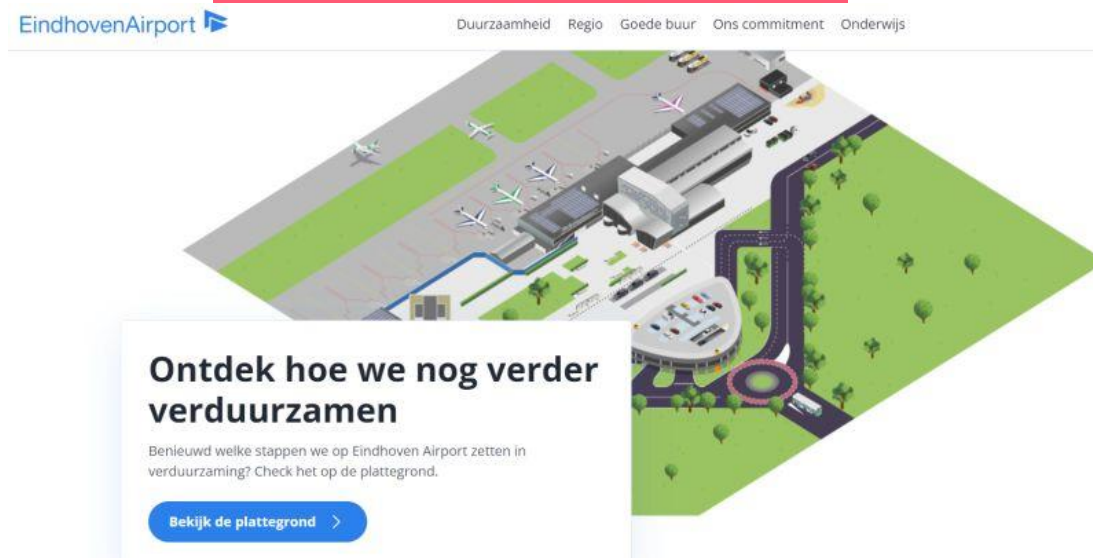 EindhovenAirport
Duurzaamheid Regio Goede buur Ons commitment Onderwijs
Ontdek hoe we nog verder
verduurzamen
Benieuwd welke stappen we op Eindhoven Airport zetten in
verduurzaming? Check het op de plattegrond.
Bekijk de plattegrond